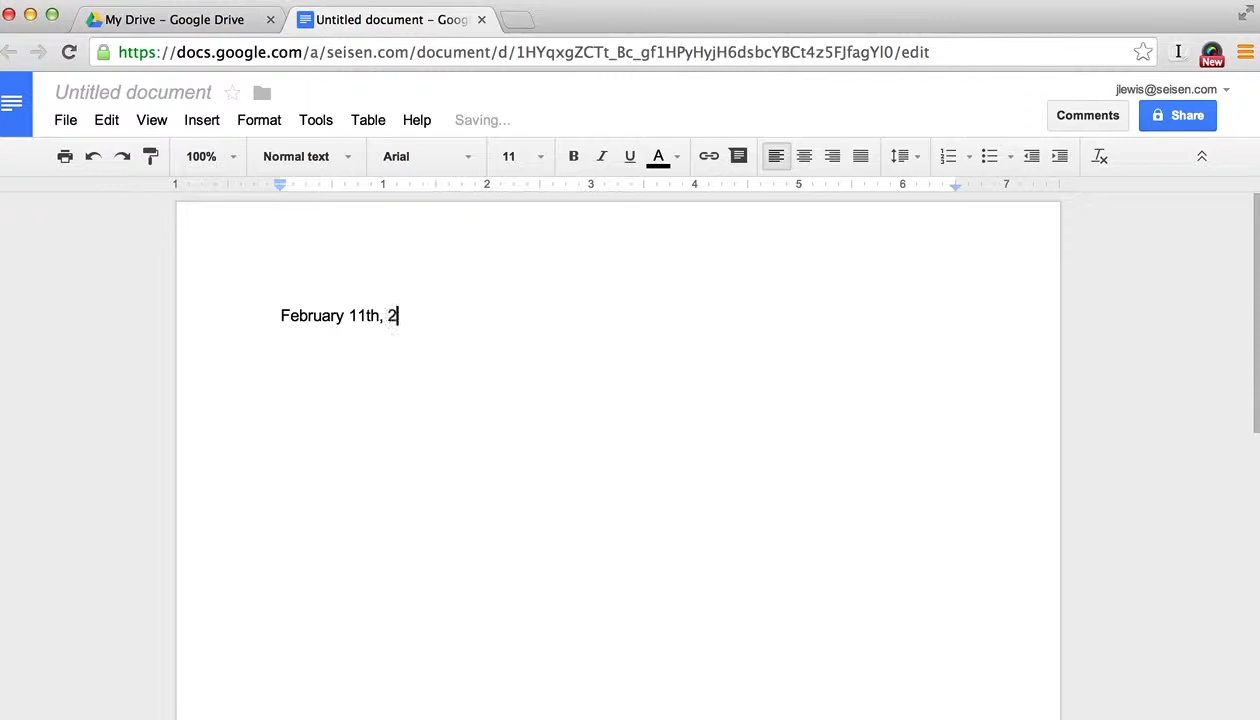 My Drive – Google Drive
Untitled document – Goog
https://docs.google.com/a/seisen.com/document/d/1HYqxgZCTt_Bc_gf1HPyHyjH6dsbcYBCt4z5FJfagYl0/edit
New
Untitled document
jlewis@seisen.com
File Edit View Insert Format Tools Table Help Saving...
Comments Share
100% Normal text Arial 11 B I U A
1 1 2 3 4 5 6 7
February 11th, 2